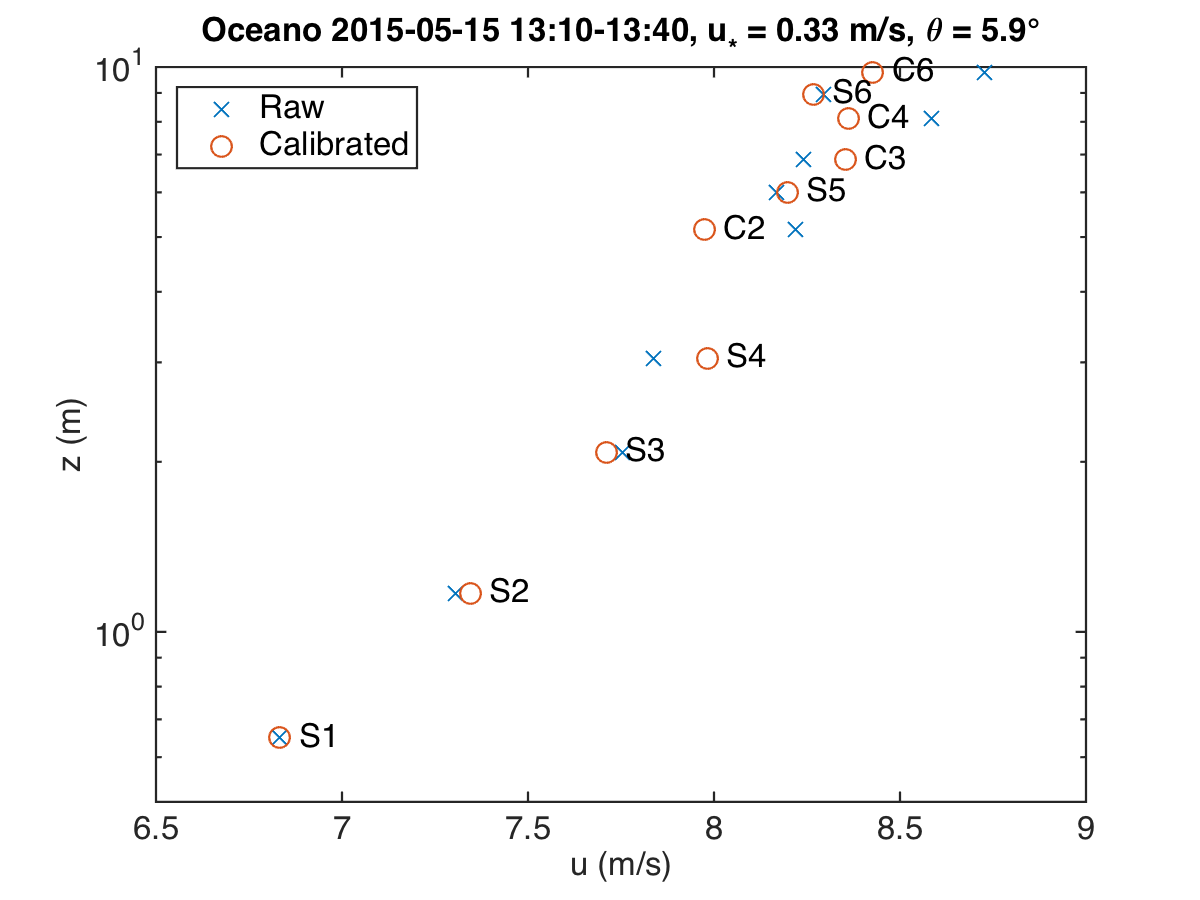 Oceano 2015-05-15 13:10-13:40, u* = 0.33 m/s, θ = 5.9°
Raw
Calibrated
10^1
10^0
z (m)
C6
S6
C4
C3
S5
C2
S4
S3
S2
S1
6.5 7 7.5 8 8.5 9
u (m/s)